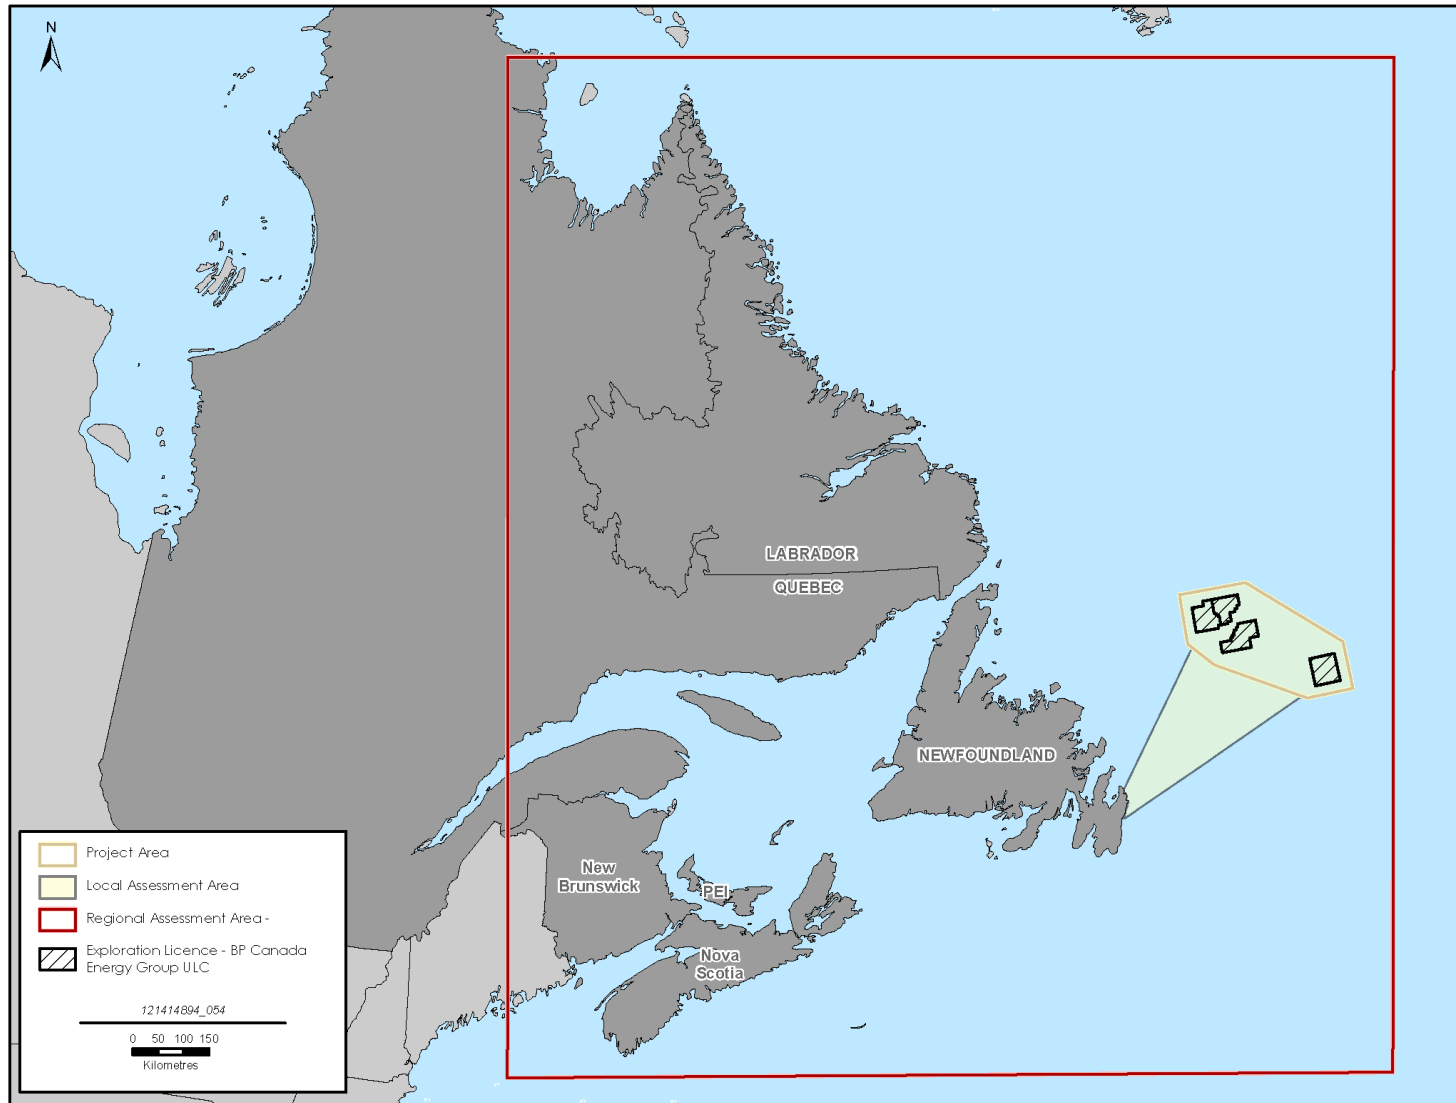 N
LABRADOR
QUEBEC
NEWFOUNDLAND
New
Brunswick
PEI
Nova
Scotia
Project Area
Local Assessment Area
Regional Assessment Area -
Exploration Licence - BP Canada
Energy Group ULC
121414894_054
0 50 100 150
Kilometres